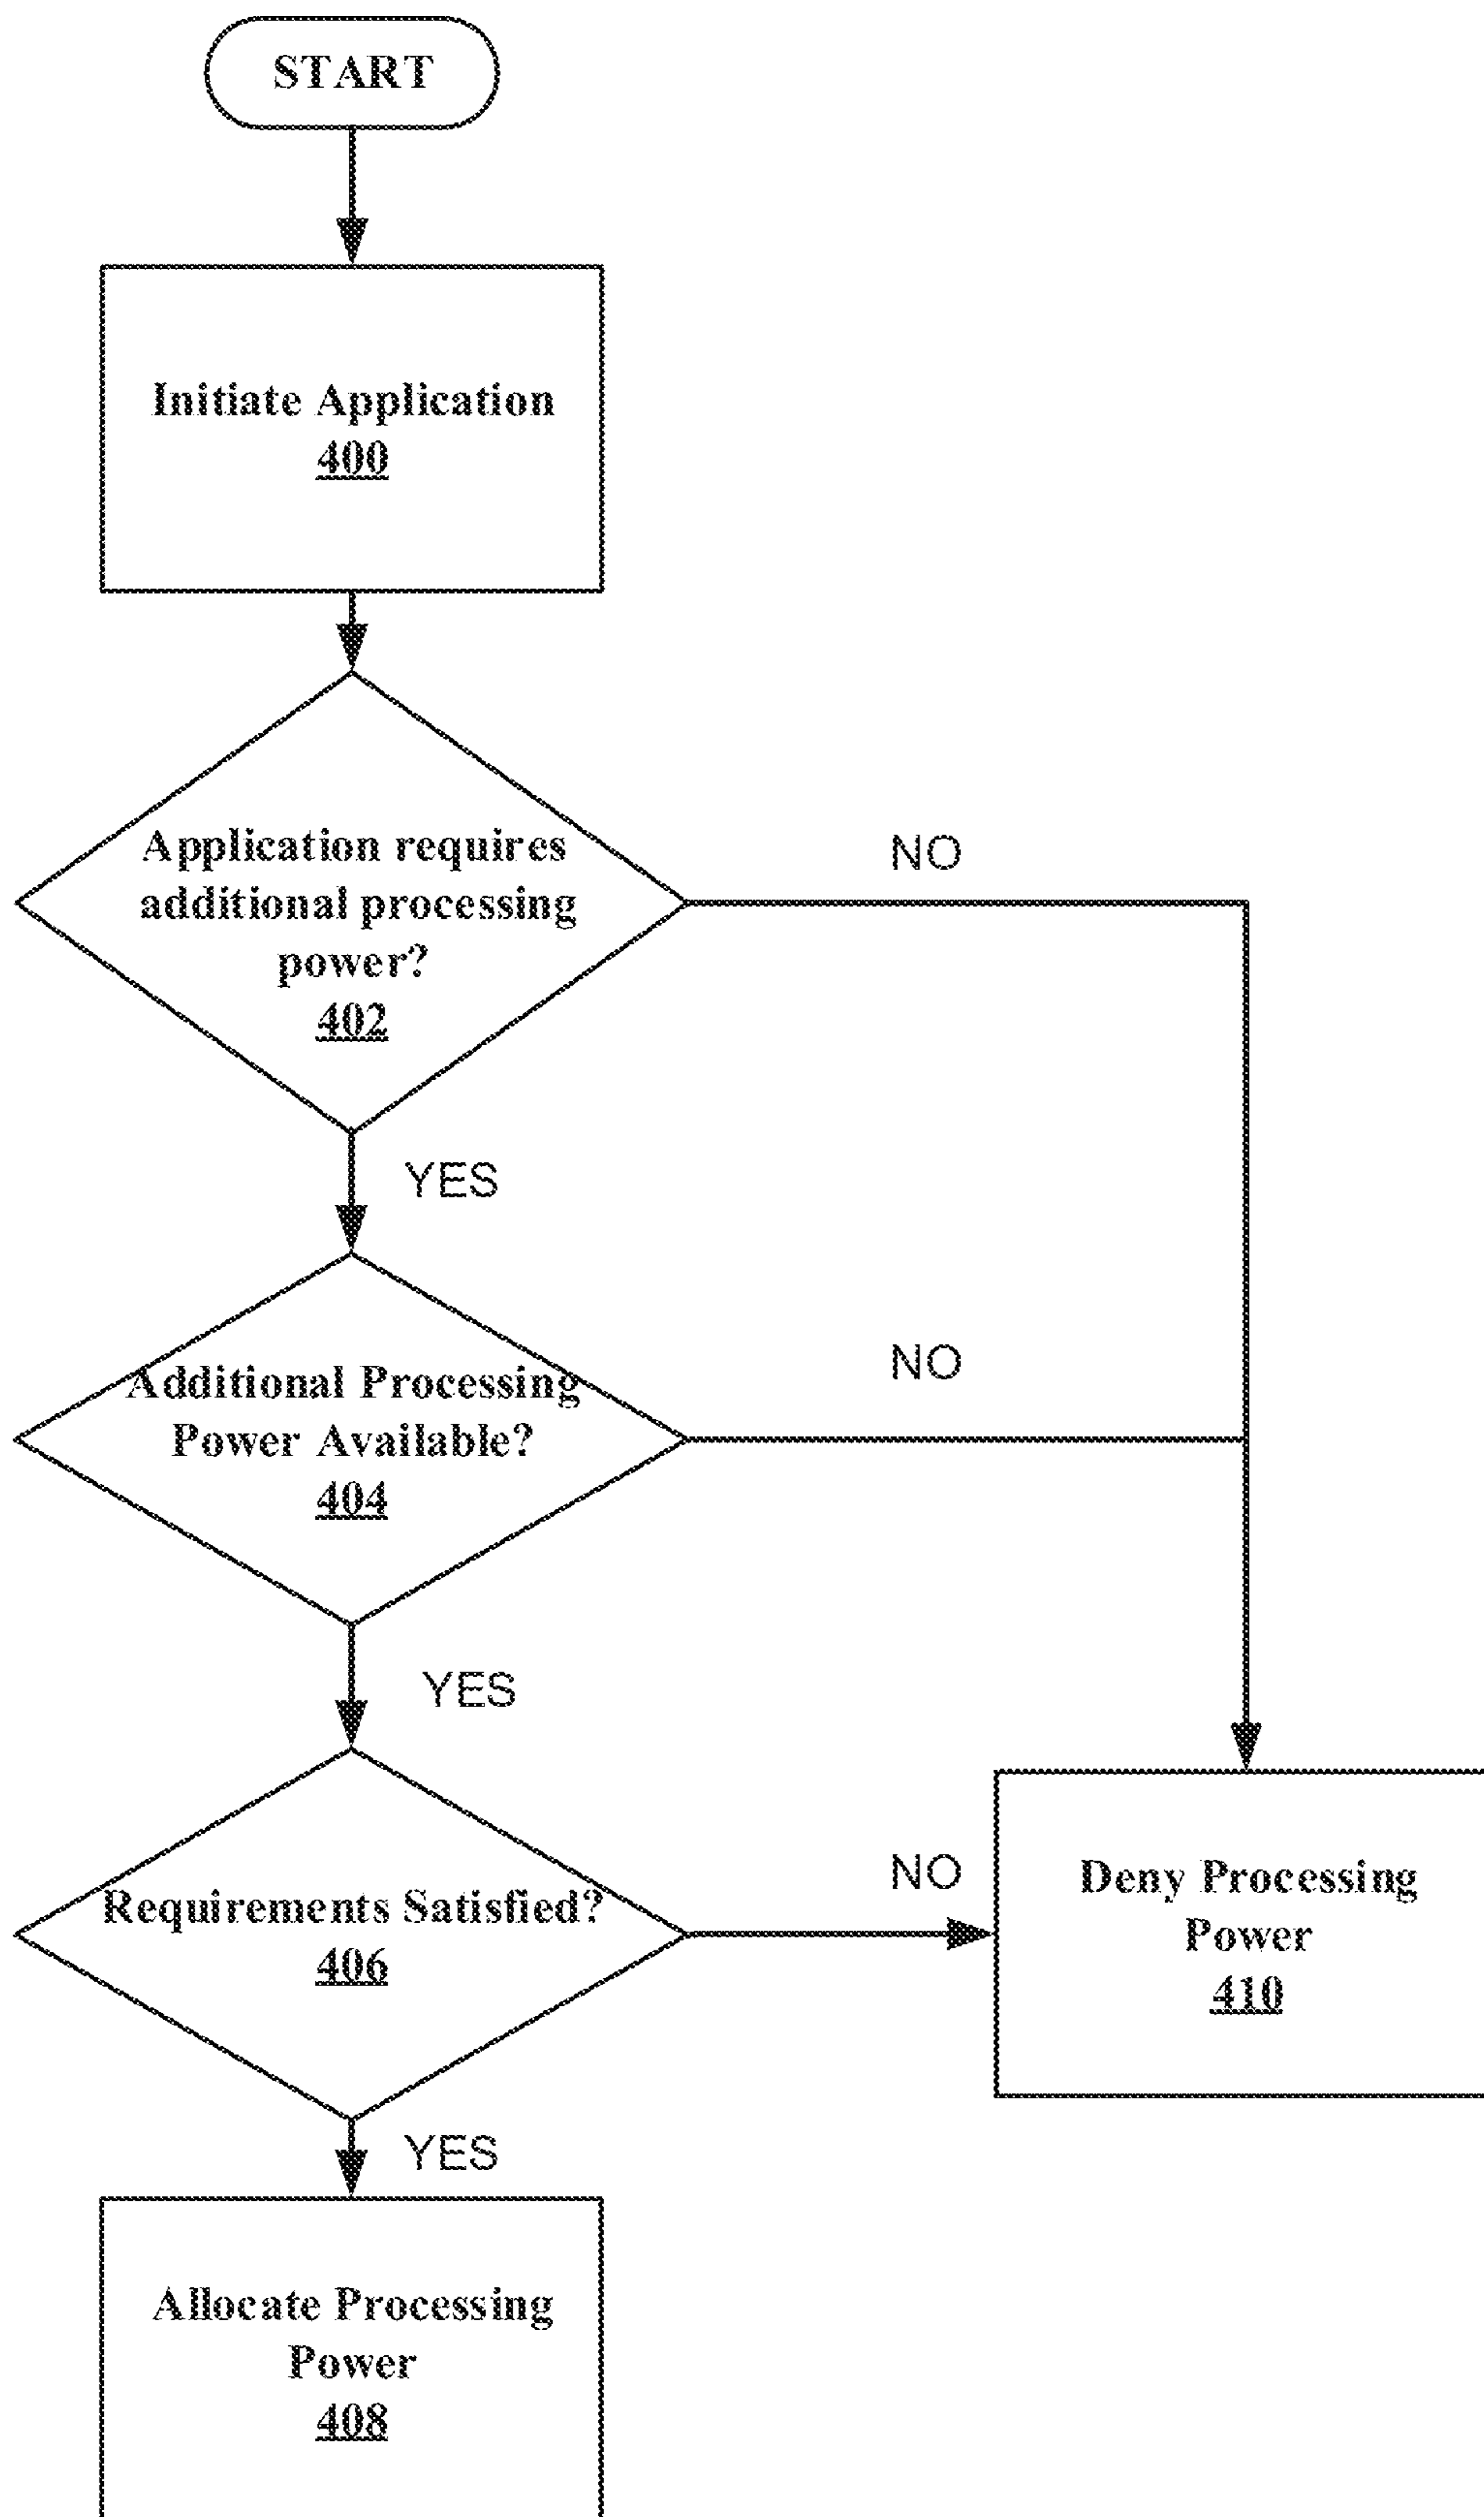 START
Initiate Application
400
Application requires
additional processing
power?
402
NO
YES
Additional Processing
Power Available?
404
NO
YES
Requirements Satisfied?
406
NO
Deny Processing
Power
410
YES
Allocate Processing
Power
408